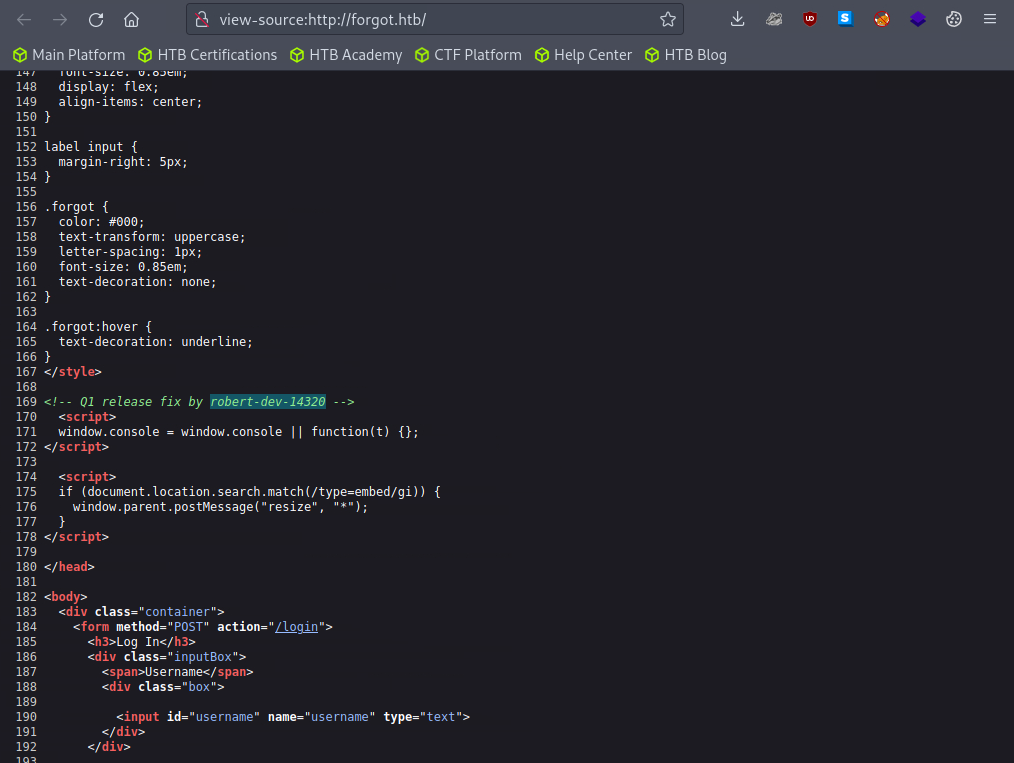 view-source:http://forgot.htb/
Main Platform HTB Certifications HTB Academy CTF Platform Help Center HTB Blog
147 font-size: 0.85em;
148 display: flex;
149 align-items: center;
150 }
151
152 label input {
153 margin-right: 5px;
154 }
155
156 .forgot {
157 color: #000;
158 text-transform: uppercase;
159 letter-spacing: 1px;
160 font-size: 0.85em;
161 text-decoration: none;
162 }
163
164 .forgot:hover {
165 text-decoration: underline;
166 }
167 </style>
168
169 <!-- Q1 release fix by robert-dev-14320 -->
170 <script>
171 window.console = window.console || function(t) {};
172 </script>
173
174 <script>
175 if (document.location.search.match(/type=embed/gi)) {
176 window.parent.postMessage("resize", "*");
177 }
178 </script>
179
180 </head>
181
182 <body>
183 <div class="container">
184 <form method="POST" action="/login">
185 <h3>Log In</h3>
186 <div class="inputBox">
187 <span>Username</span>
188 <div class="box">
189
190 <input id="username" name="username" type="text">
191 </div>
192 </div>
193